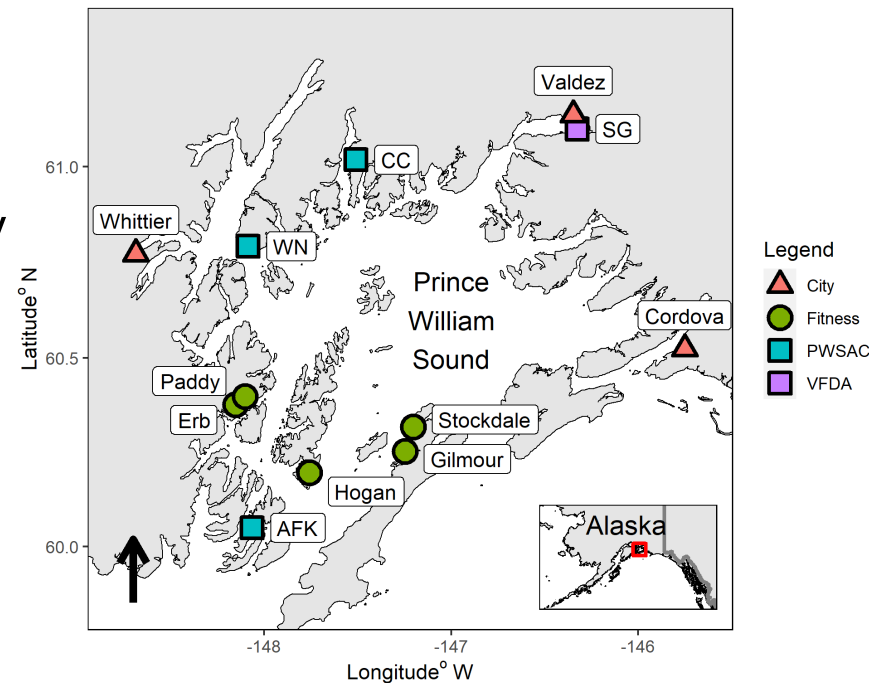 Valdez
SG
61.0
CC
y
Whittier
WN
Legend
Prince
City
William
Cordova
Fitness
Sound
PWSAC
60.5
Latitude° N
VFDA
Paddy
Erb
Stockdale
Gilmour
Hogan
AFK
Alaska
60.0
-148
-147
-146
Longitude° W